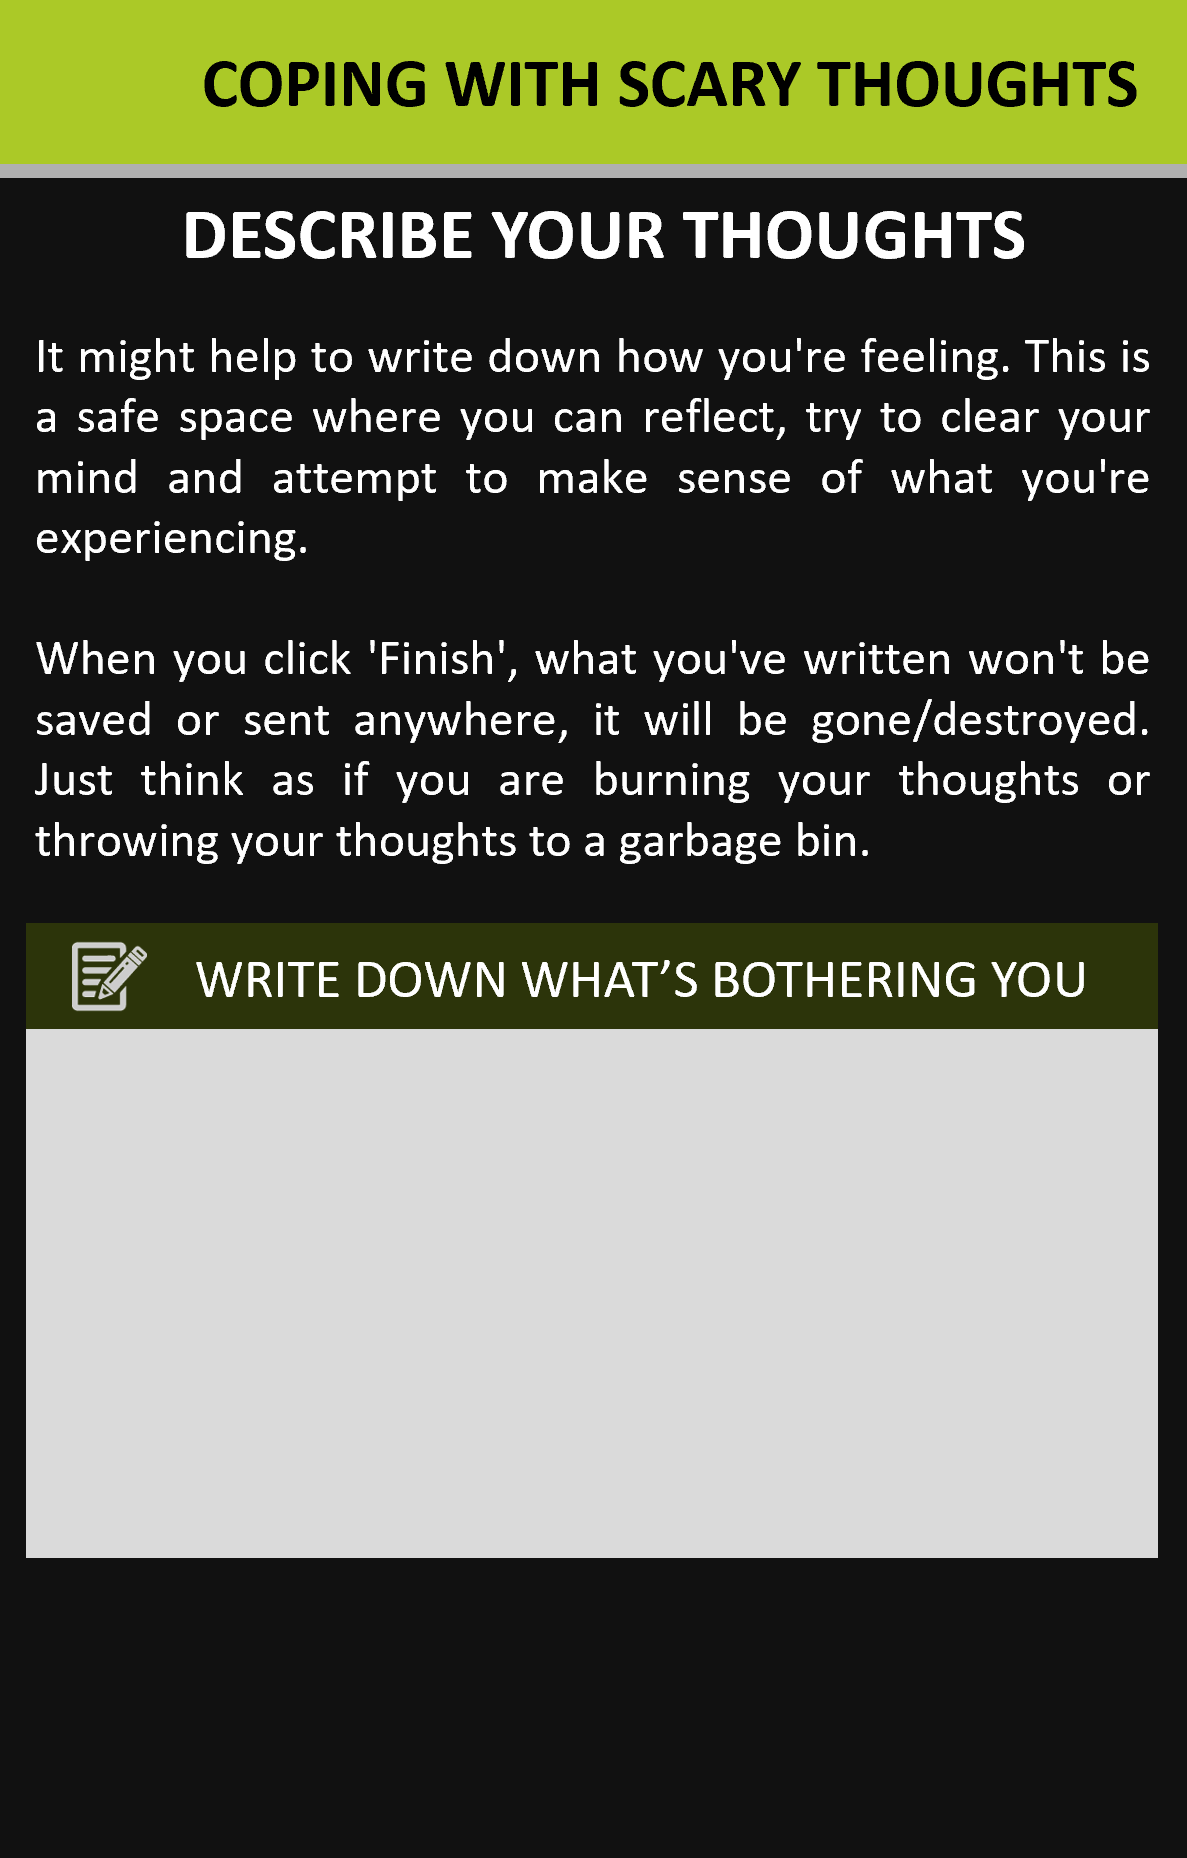 COPING WITH SCARY THOUGHTS
DESCRIBE YOUR THOUGHTS
It might help to write down how you're feeling. This is
a safe space where you can reflect, try to clear your
mind and attempt to make sense of what you're
experiencing.
When you click 'Finish', what you've written won't be
saved or sent anywhere, it will be gone/destroyed.
Just think as if you are burning your thoughts or
throwing your thoughts to a garbage bin.
WRITE DOWN WHAT’S BOTHERING YOU